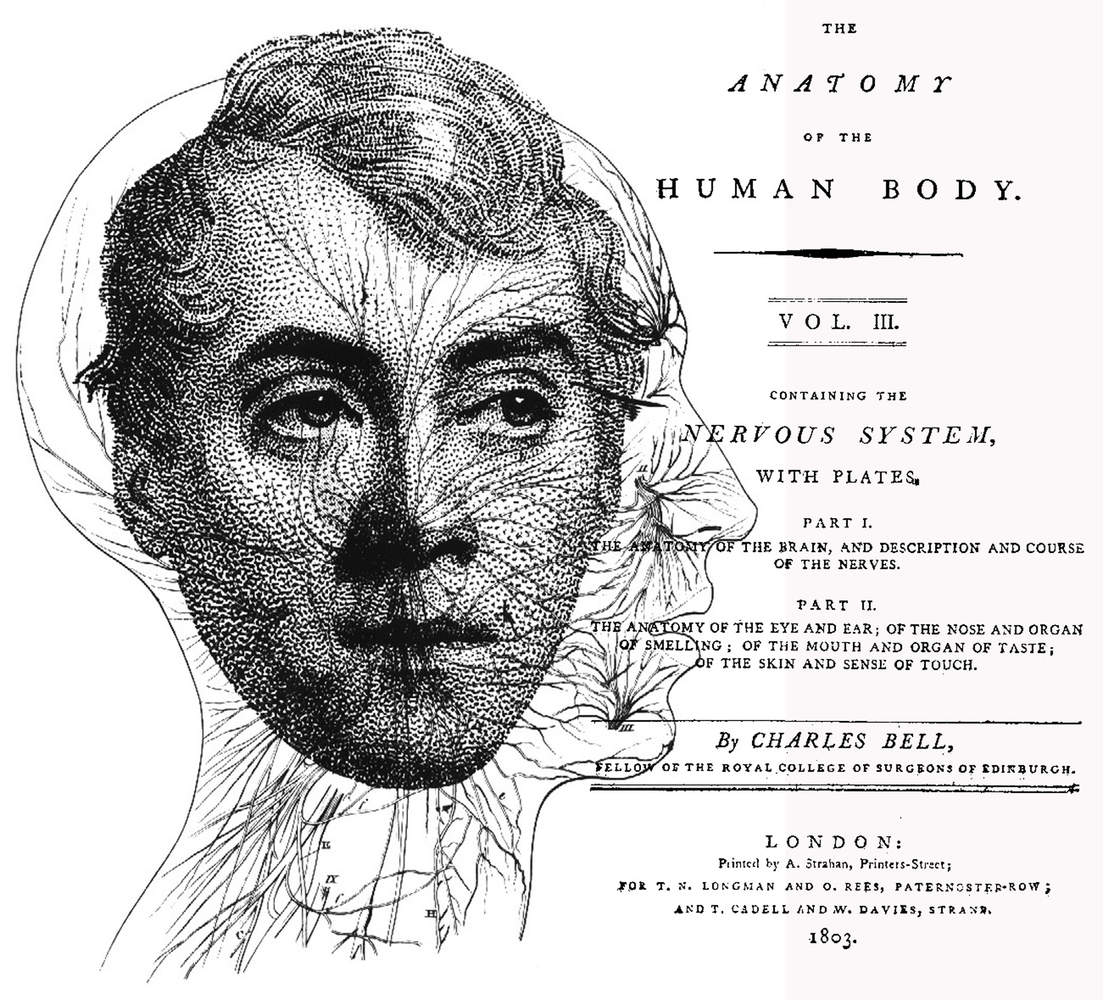 THE
ANATOMY
OF THE
HUMAN BODY.
VOL. III.
CONTAINING THE
NERVOUS SYSTEM,
WITH PLATES.
PART I.
THE ANATOMY OF THE BRAIN, AND DESCRIPTION AND COURSE
OF THE NERVES.
PART II.
THE ANATOMY OF THE EYE AND EAR; OF THE NOSE AND ORGAN
OF SMELLING; OF THE MOUTH AND ORGAN OF TASTE;
OF THE SKIN AND SENSE OF TOUCH.
By CHARLES BELL,
FELLOW OF THE ROYAL COLLEGE OF SURGEONS OF EDINBURGH.
LONDON:
Printed by A. Strahan, Printers-Street;
FOR T. N. LONGMAN AND O. REES, PATERNOSTER-ROW;
AND T. CADELL AND W. DAVIES, STRAND.
1803.
III
e
IX
H